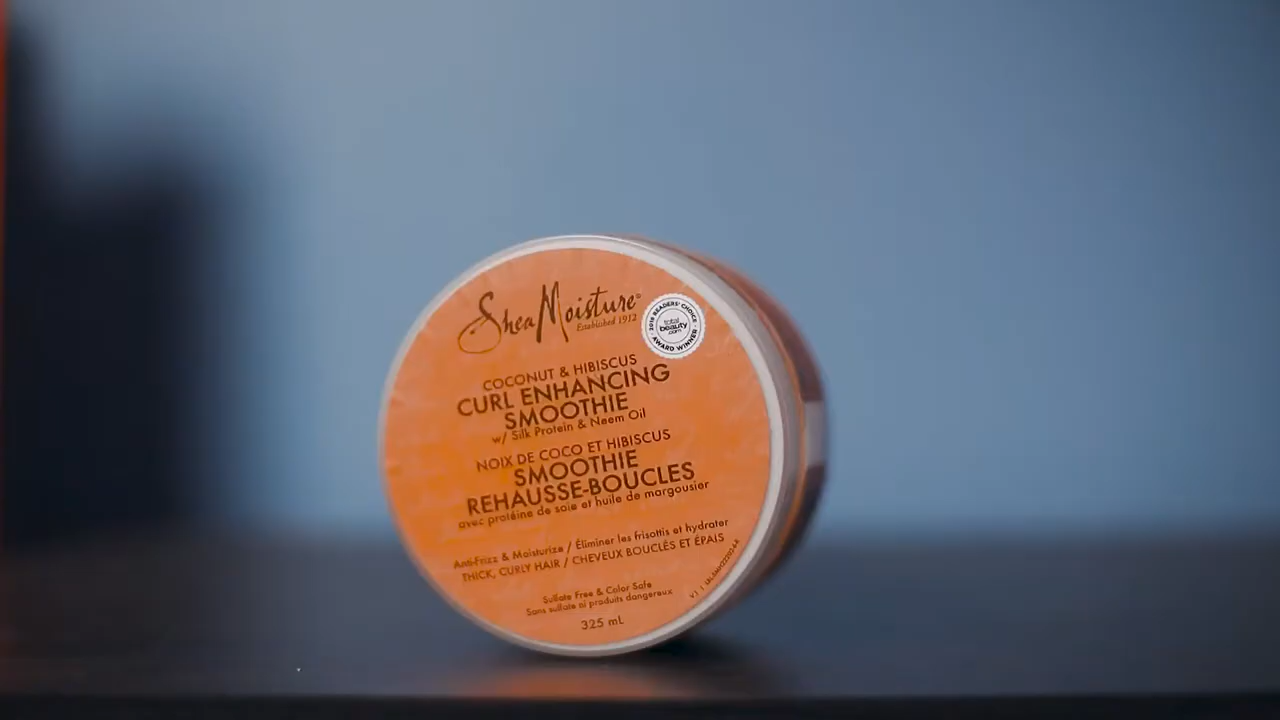 SheaMoisture
Established 1912
2016 READERS' CHOICE
total
beauty
.com
AWARD WINNER
COCONUT & HIBISCUS
CURL ENHANCING
SMOOTHIE
w/ Silk Protein & Neem Oil
NOIX DE COCO ET HIBISCUS
SMOOTHIE
REHAUSSE-BOUCLES
avec protéine de soie et huile de margousier
Anti-Frizz & Moisturize / Éliminer les frisottis et hydrater
THICK, CURLY HAIR / CHEVEUX BOUCLÉS ET ÉPAIS
Sulfate Free & Color Safe
Sans sulfate ni produits dangereux
325 mL